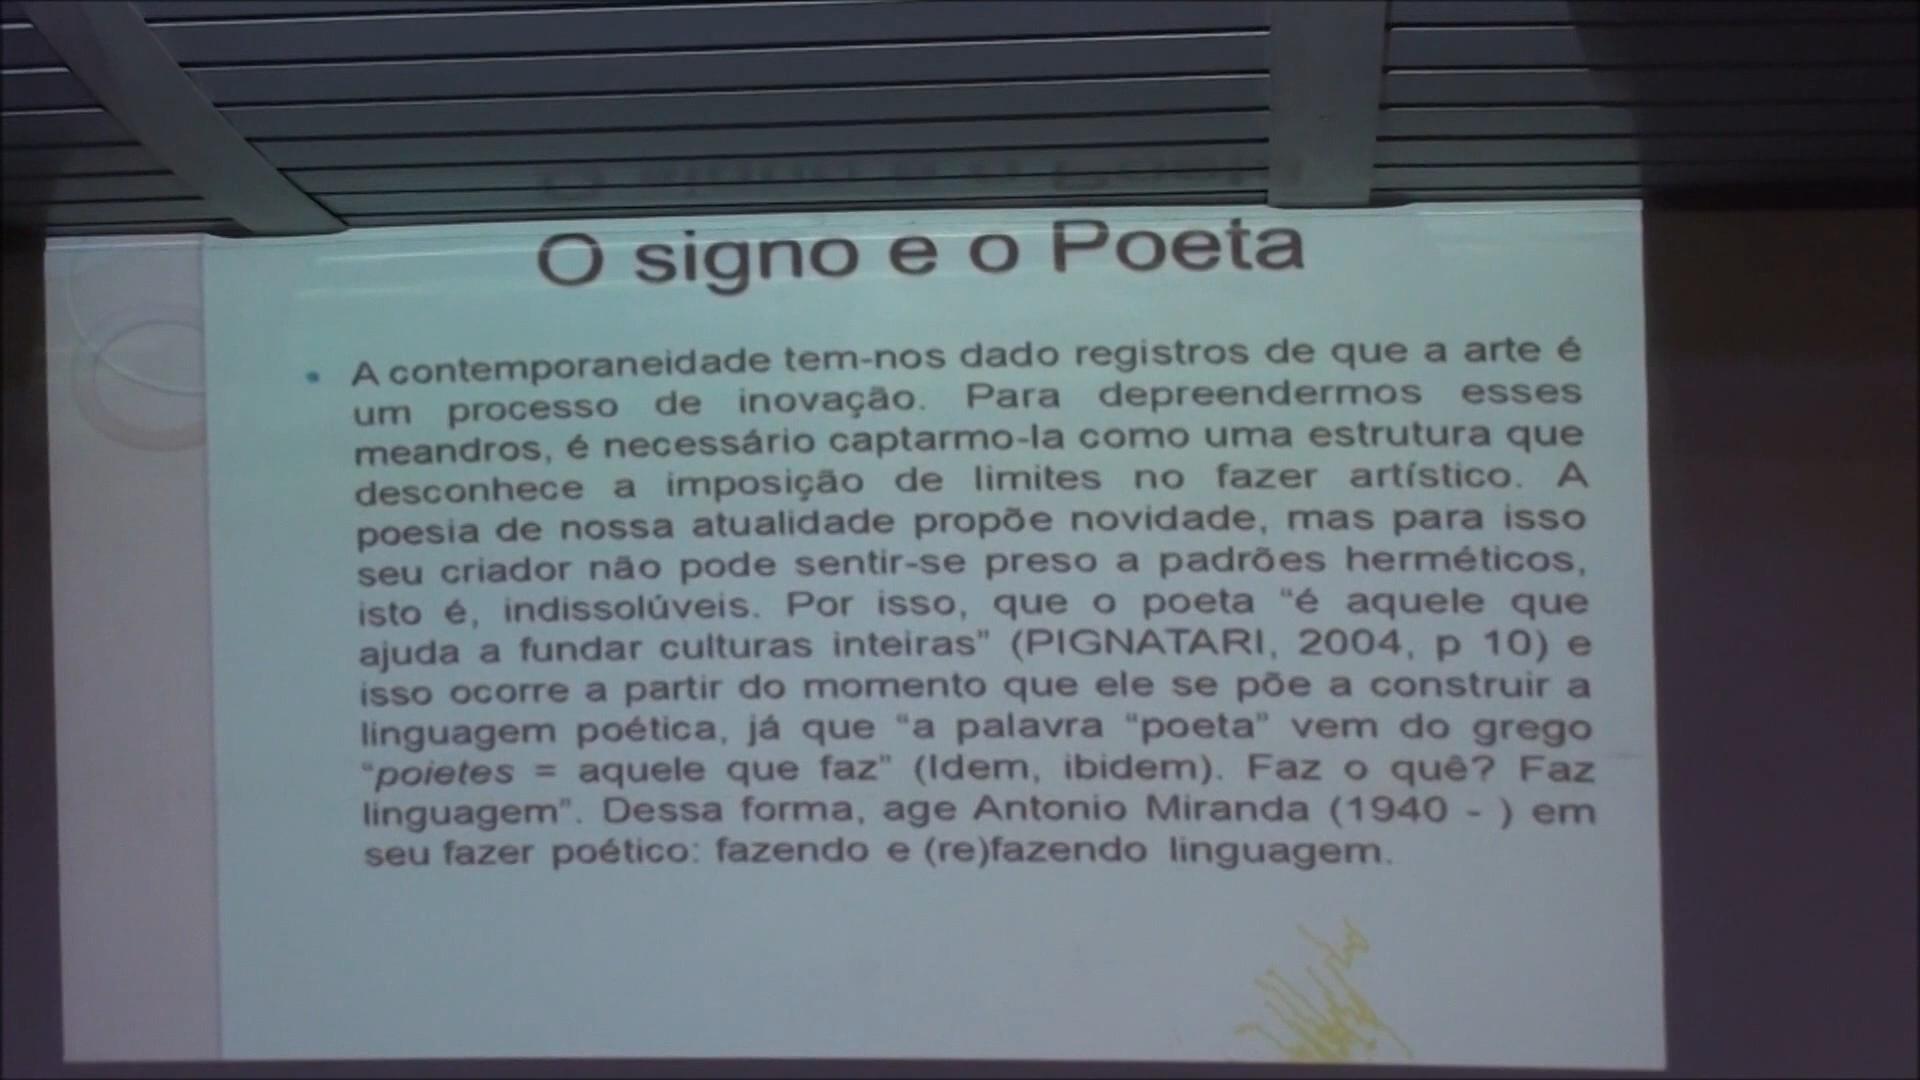 O signo e o Poeta
• A contemporaneidade tem-nos dado registros de que a arte é
um processo de inovação. Para depreendermos esses
meandros, é necessário captarmo-la como uma estrutura que
desconhece a imposição de limites no fazer artístico. A
poesia de nossa atualidade propõe novidade, mas para isso
seu criador não pode sentir-se preso a padrões herméticos,
isto é, indissolúveis. Por isso, que o poeta “é aquele que
ajuda a fundar culturas inteiras” (PIGNATARI, 2004, p 10) e
isso ocorre a partir do momento que ele se põe a construir a
linguagem poética, já que “a palavra “poeta” vem do grego
“poietes = aquele que faz” (Idem, ibidem). Faz o quê? Faz
linguagem”. Dessa forma, age Antonio Miranda (1940 - ) em
seu fazer poético: fazendo e (re)fazendo linguagem.